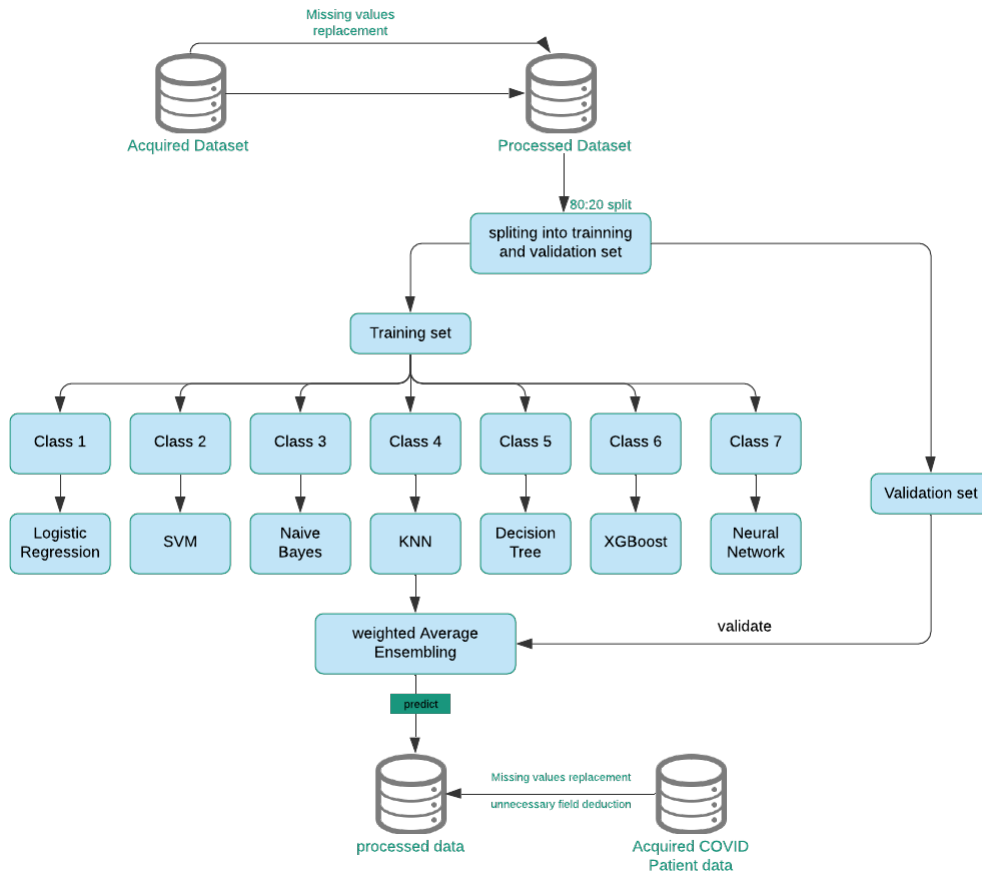 Missing values
replacement
Acquired Dataset
Processed Dataset
80:20 split
spliting into trainning
and validation set
Training set
Class 1
Class 2
Class 3
Class 4
Class 5
Class 6
Class 7
Validation set
Logistic
Regression
SVM
Naive
Bayes
KNN
Decision
Tree
XGBoost
Neural
Network
weighted Average
Ensembling
validate
predict
Missing values replacement
unnecessary field deduction
processed data
Acquired COVID
Patient data